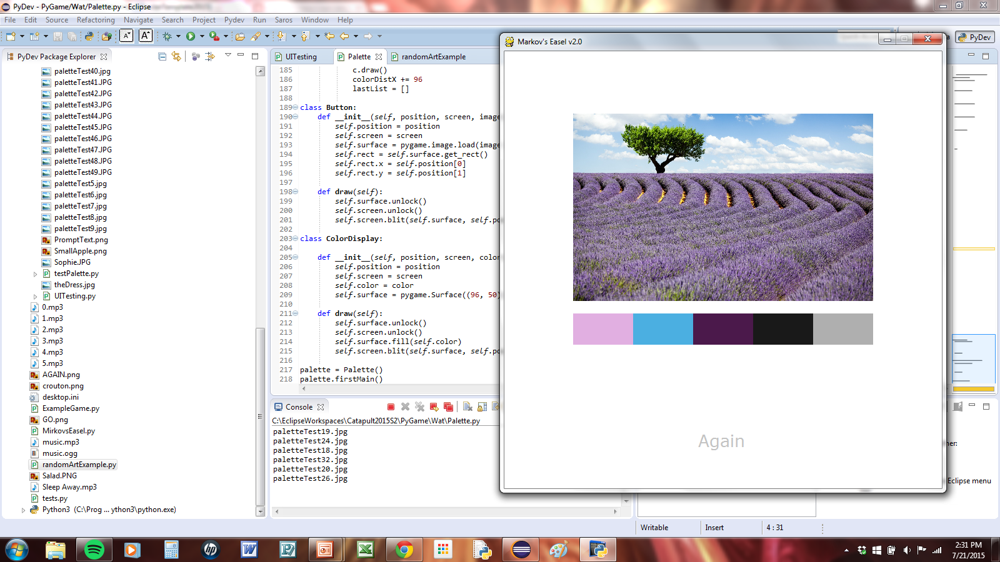 PyDev - PyGame/Wat/Palette.py - Eclipse
File Edit Source Refactoring Navigate Search Project Pydev Run Saros Window Help
PyDev
PyDev Package Explorer
paletteTest40.jpg
paletteTest41.JPG
paletteTest42.JPG
paletteTest43.JPG
paletteTest44.JPG
paletteTest45.JPG
paletteTest46.JPG
paletteTest47.JPG
paletteTest48.JPG
paletteTest49.JPG
paletteTest5.jpg
paletteTest6.jpg
paletteTest7.jpg
paletteTest8.jpg
paletteTest9.jpg
PromptText.png
SmallApple.png
Sophie.JPG
testPalette.py
theDress.jpg
UITesting.py
0.mp3
1.mp3
2.mp3
3.mp3
4.mp3
5.mp3
AGAIN.png
crouton.png
desktop.ini
ExampleGame.py
GO.png
MirkovsEasel.py
music.mp3
music.ogg
randomArtExample.py
Salad.PNG
Sleep Away.mp3
tests.py
Python3 (C:\Prog ... ython3\python.exe)
UITesting Palette randomArtExample
185 c.draw()
186 colorDistX += 96
187 lastList = []
188
189 class Button:
190 def __init__(self, position, screen, imag
191 self.position = position
192 self.screen = screen
193 self.surface = pygame.image.load(imag
194 self.rect = self.surface.get_rect()
195 self.rect.x = self.position[0]
196 self.rect.y = self.position[1]
197
198 def draw(self):
199 self.surface.unlock()
200 self.screen.unlock()
201 self.screen.blit(self.surface, self.po
202
203 class ColorDisplay:
204
205 def __init__(self, position, screen, color
206 self.position = position
207 self.screen = screen
208 self.color = color
209 self.surface = pygame.Surface((96, 50)
210
211 def draw(self):
212 self.surface.unlock()
213 self.screen.unlock()
214 self.surface.fill(self.color)
215 self.screen.blit(self.surface, self.po
216
217 palette = Palette()
218 palette.firstMain()
Console
C:\EclipseWorkspaces\Catapult2015S2\PyGame\Wat\Palette.py
paletteTest19.jpg
paletteTest24.jpg
paletteTest18.jpg
paletteTest32.jpg
paletteTest20.jpg
paletteTest26.jpg
Markov's Easel v2.0
Again
her:
Eclipse menu
Writable Insert 4 : 31
2:31 PM
7/21/2015